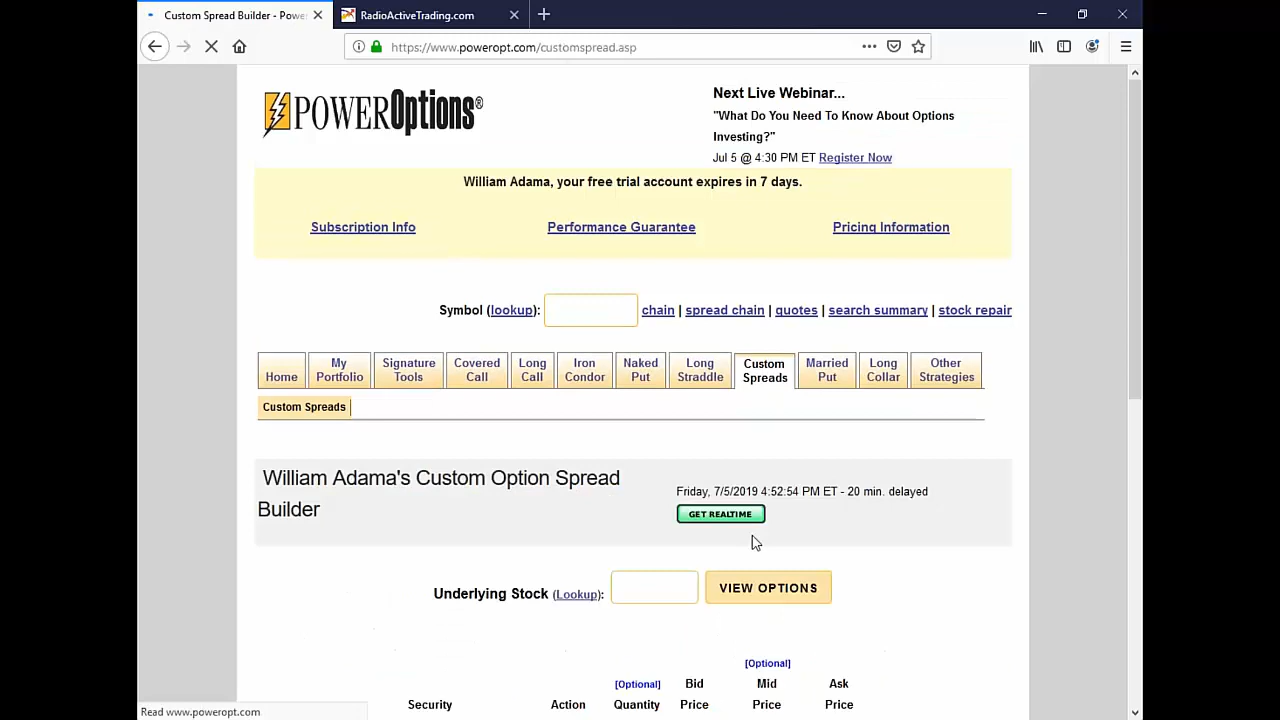 Custom Spread Builder - Power
RadioActiveTrading.com
https://www.poweropt.com/customspread.asp
POWEROptions®
Next Live Webinar...
"What Do You Need To Know About Options
Investing?"
Jul 5 @ 4:30 PM ET Register Now
William Adama, your free trial account expires in 7 days.
Subscription Info Performance Guarantee Pricing Information
Symbol (lookup): chain | spread chain | quotes | search summary | stock repair
Home
My
Portfolio
Signature
Tools
Covered
Call
Long
Call
Iron
Condor
Naked
Put
Long
Straddle
Custom
Spreads
Married
Put
Long
Collar
Other
Strategies
Custom Spreads
William Adama's Custom Option Spread
Builder
Friday, 7/5/2019 4:52:54 PM ET - 20 min. delayed
GET REALTIME
Underlying Stock (Lookup): VIEW OPTIONS
[Optional]
[Optional] Bid Mid Ask
Security Action Quantity Price Price Price
Read www.poweropt.com